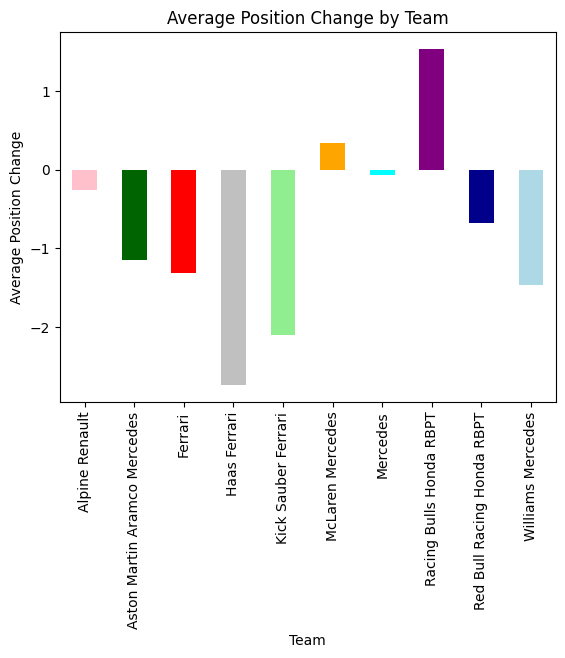 Average Position Change by Team
Average Position Change
1
0
−1
−2
Alpine Renault
Aston Martin Aramco Mercedes
Ferrari
Haas Ferrari
Kick Sauber Ferrari
McLaren Mercedes
Mercedes
Racing Bulls Honda RBPT
Red Bull Racing Honda RBPT
Williams Mercedes
Team